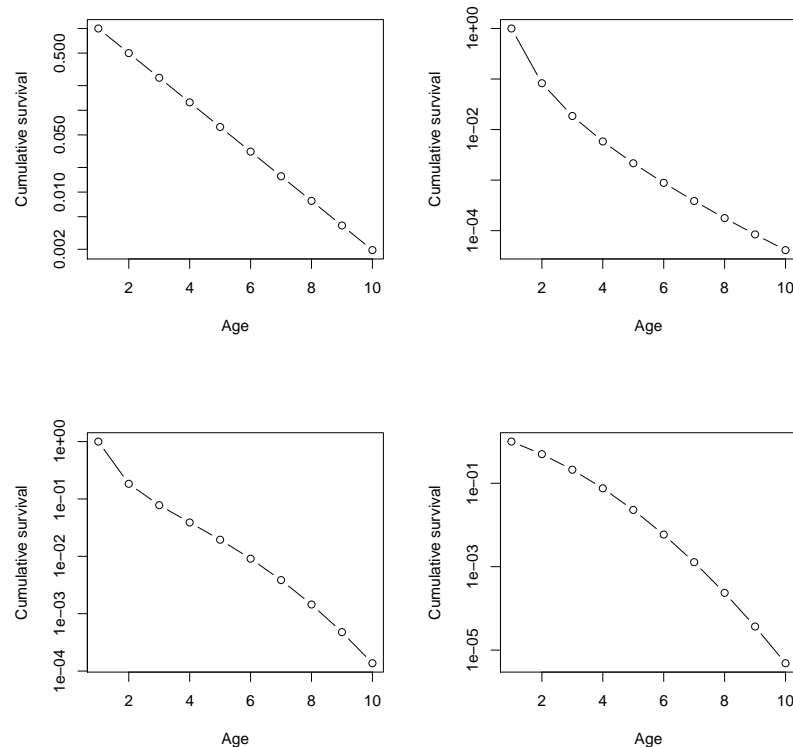 0.500
0.050
0.010
0.002
Cumulative survival
2 4 6 8 10
Age
1e+00
1e−02
1e−04
Cumulative survival
2 4 6 8 10
Age
1e+00
1e−01
1e−02
1e−03
1e−04
Cumulative survival
2 4 6 8 10
Age
1e−01
1e−03
1e−05
Cumulative survival
2 4 6 8 10
Age